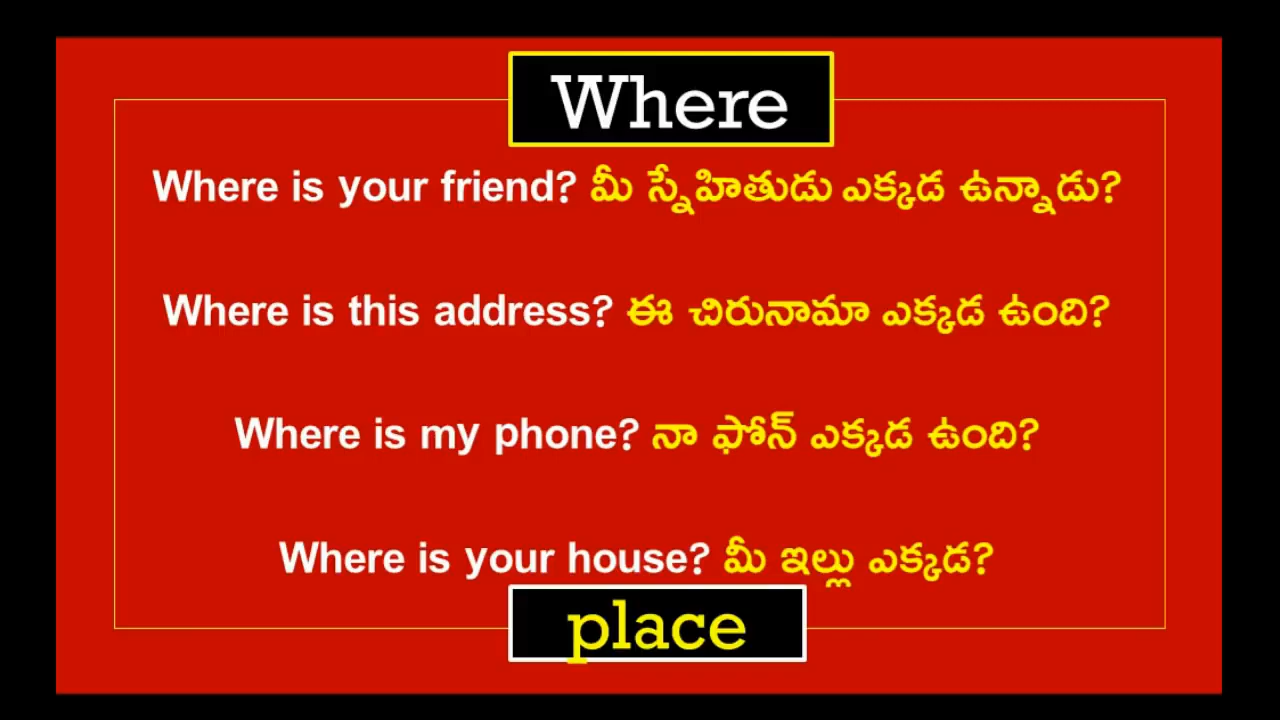 Where
Where is your friend? మీ స్నేహితుడు ఎక్కడ ఉన్నాడు?
Where is this address? ఈ చిరునామా ఎక్కడ ఉంది?
Where is my phone? నా ఫోన్ ఎక్కడ ఉంది?
Where is your house? మీ ఇల్లు ఎక్కడ?
place